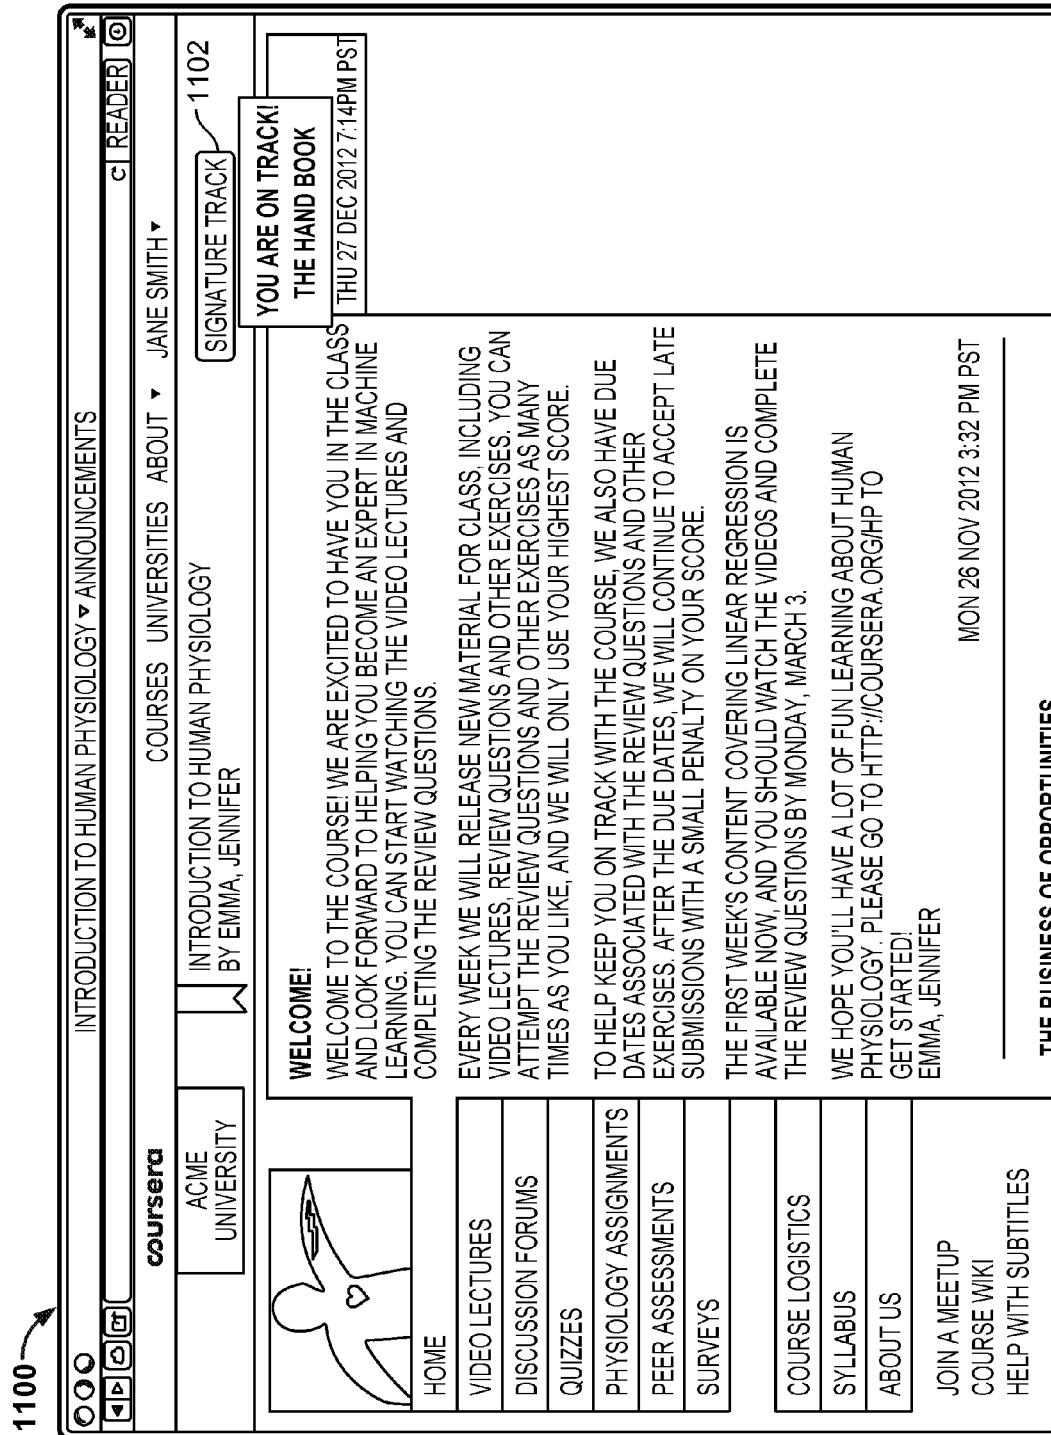 1100
INTRODUCTION TO HUMAN PHYSIOLOGY ▾ ANNOUNCEMENTS
READER
coursera
COURSES UNIVERSITIES ABOUT ▾ JANE SMITH ▾
ACME
UNIVERSITY
INTRODUCTION TO HUMAN PHYSIOLOGY
BY EMMA, JENNIFER
SIGNATURE TRACK
1102
YOU ARE ON TRACK!
THE HAND BOOK
THU 27 DEC 2012 7:14PM PST
HOME
VIDEO LECTURES
DISCUSSION FORUMS
QUIZZES
PHYSIOLOGY ASSIGNMENTS
PEER ASSESSMENTS
SURVEYS
COURSE LOGISTICS
SYLLABUS
ABOUT US
JOIN A MEETUP
COURSE WIKI
HELP WITH SUBTITLES
WELCOME!
WELCOME TO THE COURSE! WE ARE EXCITED TO HAVE YOU IN THE CLASS
AND LOOK FORWARD TO HELPING YOU BECOME AN EXPERT IN MACHINE
LEARNING. YOU CAN START WATCHING THE VIDEO LECTURES AND
COMPLETING THE REVIEW QUESTIONS.
EVERY WEEK WE WILL RELEASE NEW MATERIAL FOR CLASS, INCLUDING
VIDEO LECTURES, REVIEW QUESTIONS AND OTHER EXERCISES. YOU CAN
ATTEMPT THE REVIEW QUESTIONS AND OTHER EXERCISES AS MANY
TIMES AS YOU LIKE, AND WE WILL ONLY USE YOUR HIGHEST SCORE.
TO HELP KEEP YOU ON TRACK WITH THE COURSE, WE ALSO HAVE DUE
DATES ASSOCIATED WITH THE REVIEW QUESTIONS AND OTHER
EXERCISES. AFTER THE DUE DATES, WE WILL CONTINUE TO ACCEPT LATE
SUBMISSIONS WITH A SMALL PENALTY ON YOUR SCORE.
THE FIRST WEEK'S CONTENT COVERING LINEAR REGRESSION IS
AVAILABLE NOW, AND YOU SHOULD WATCH THE VIDEOS AND COMPLETE
THE REVIEW QUESTIONS BY MONDAY, MARCH 3.
WE HOPE YOU'LL HAVE A LOT OF FUN LEARNING ABOUT HUMAN
PHYSIOLOGY. PLEASE GO TO HTTP://COURSERA.ORG/HP TO
GET STARTED!
EMMA, JENNIFER
MON 26 NOV 2012 3:32 PM PST
THE BUSINESS OF OPPORTUNITIES